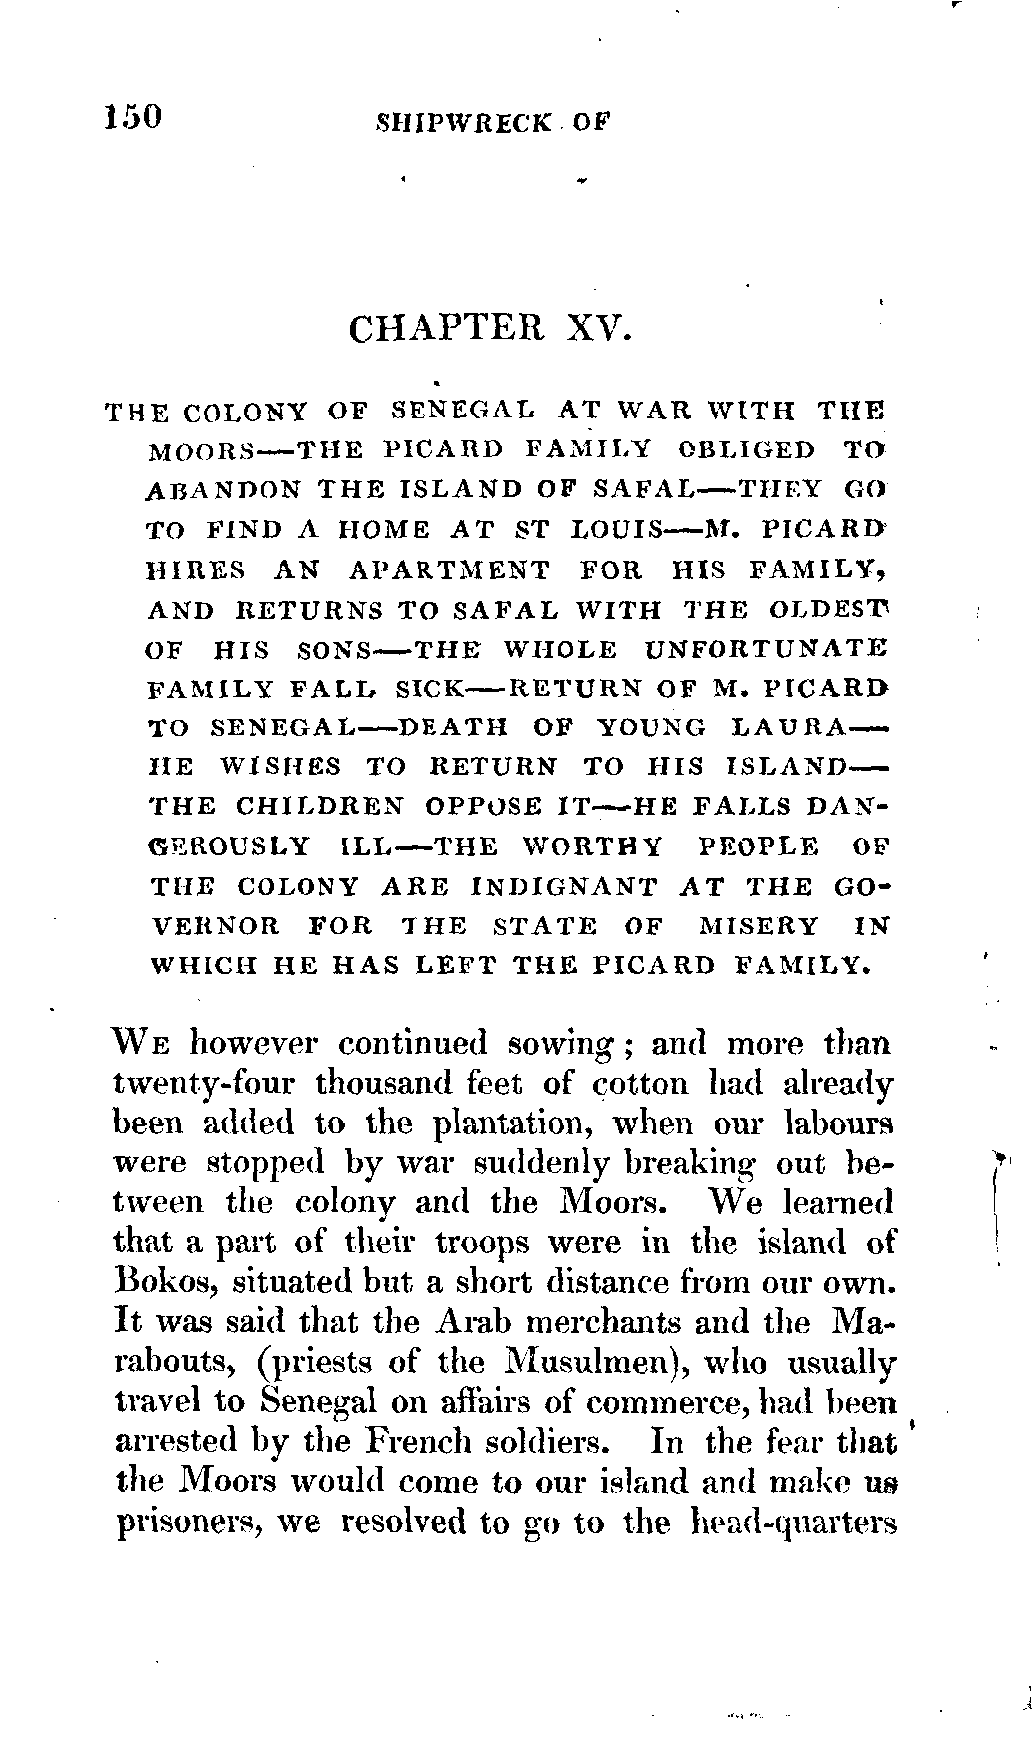 150
SHIPWRECK OF
CHAPTER XV.
THE COLONY OF SENEGAL AT WAR WITH THE
MOORS—THE PICARD FAMILY OBLIGED TO
ABANDON THE ISLAND OF SAFAL—THEY GO
TO FIND A HOME AT ST LOUIS—M. PICARD
HIRES AN APARTMENT FOR HIS FAMILY,
AND RETURNS TO SAFAL WITH THE OLDEST
OF HIS SONS—THE WHOLE UNFORTUNATE
FAMILY FALL SICK—RETURN OF M. PICARD
TO SENEGAL—DEATH OF YOUNG LAURA—
HE WISHES TO RETURN TO HIS ISLAND—
THE CHILDREN OPPOSE IT—HE FALLS DAN-
GEROUSLY ILL—THE WORTHY PEOPLE OF
THE COLONY ARE INDIGNANT AT THE GO-
VERNOR FOR THE STATE OF MISERY IN
WHICH HE HAS LEFT THE PICARD FAMILY.
WE however continued sowing; and more than
twenty-four thousand feet of cotton had already
been added to the plantation, when our labours
were stopped by war suddenly breaking out be-
tween the colony and the Moors. We learned
that a part of their troops were in the island of
Bokos, situated but a short distance from our own.
It was said that the Arab merchants and the Ma-
rabouts, (priests of the Musulmen), who usually
travel to Senegal on affairs of commerce, had been
arrested by the French soldiers. In the fear that
the Moors would come to our island and make us
prisoners, we resolved to go to the head-quarters